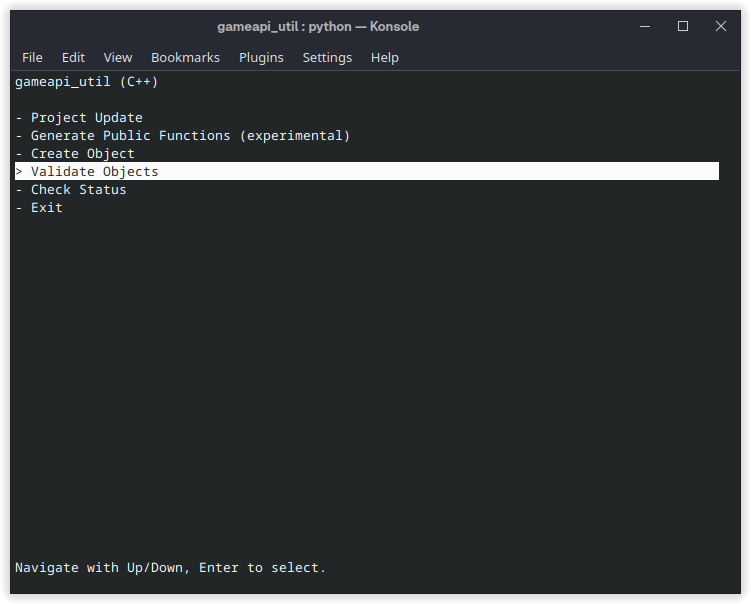 gameapi_util : python — Konsole
File Edit View Bookmarks Plugins Settings Help
gameapi_util (C++)
- Project Update
- Generate Public Functions (experimental)
- Create Object
> Validate Objects
- Check Status
- Exit
Navigate with Up/Down, Enter to select.